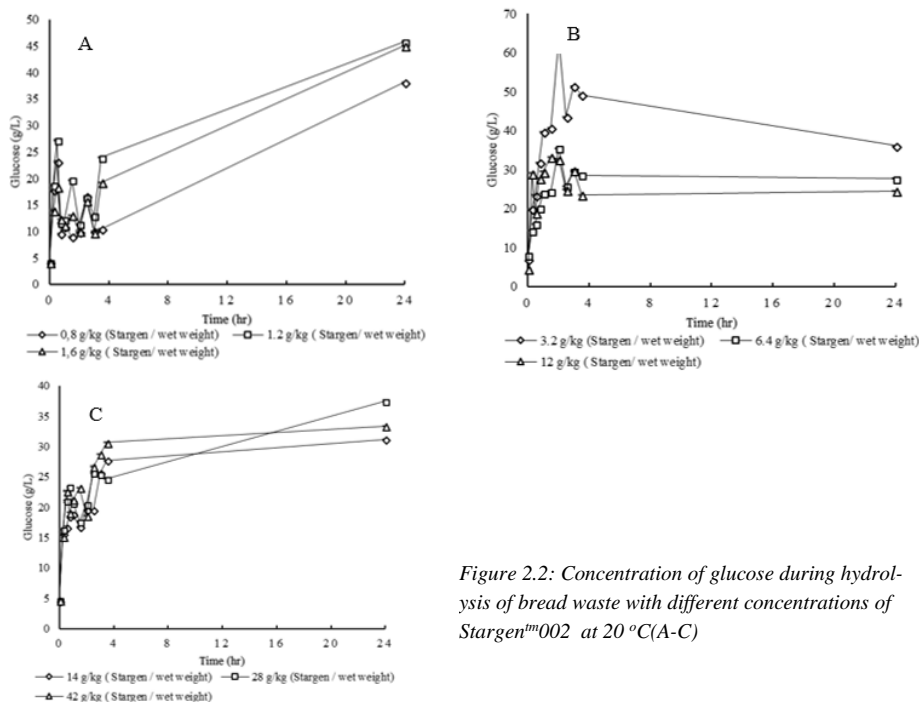 A
50
45
40
35
30
25
20
15
10
5
0
Glucose (g/L)
0 4 8 12 16 20 24
Time (hr)
0,8 g/kg (Stargen / wet weight) 1.2 g/kg ( Stargen/ wet weight)
1,6 g/kg ( Stargen/ wet weight)
B
70
60
50
40
30
20
10
0
Glucose (g/L)
0 4 8 12 16 20 24
Time (hr)
3.2 g/kg (Stargen / wet weight) 6.4 g/kg ( Stargen/ wet weight)
12 g/kg ( Stargen/ wet weight)
C
40
35
30
25
20
15
10
5
0
Glucose (g/L)
0 4 8 12 16 20 24
Time (hr)
14 g/kg ( Stargen / wet weight) 28 g/kg ( Stargen/ wet weight)
42 g/kg ( Stargen/ wet weight)
Figure 2.2: Concentration of glucose during hydrol-
ysis of bread waste with different concentrations of
Stargen™002 at 20 °C(A-C)